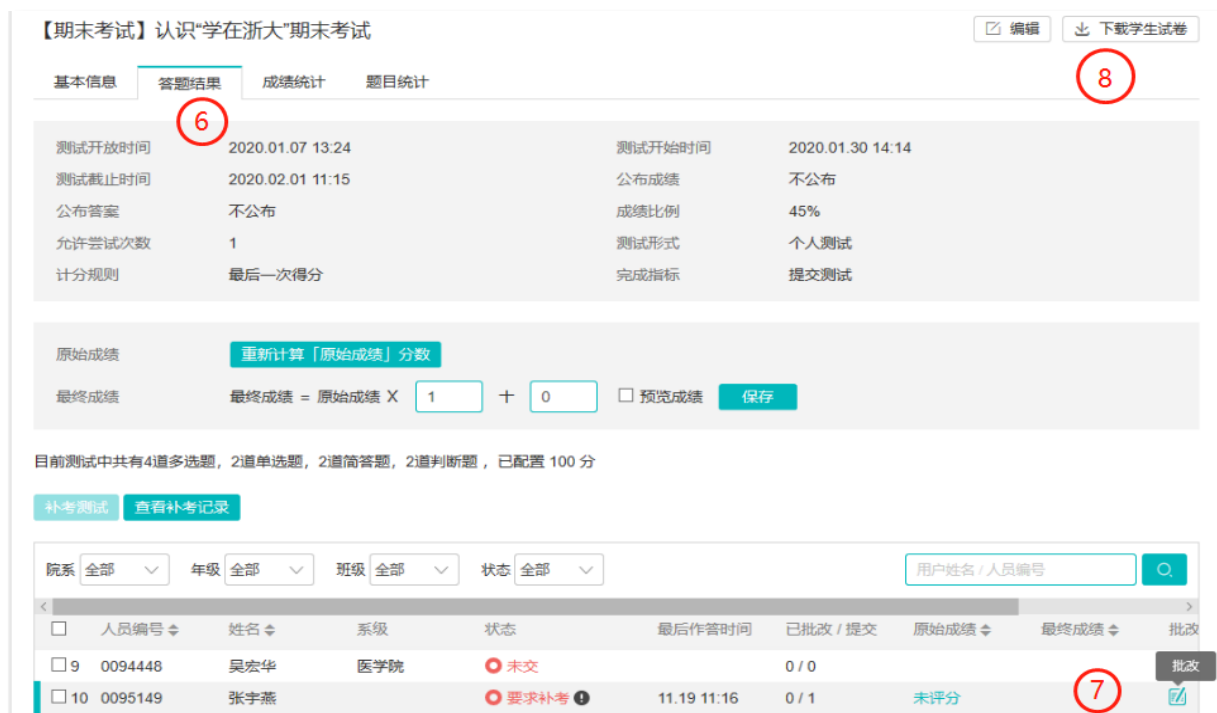 【期末考试】认识“学在浙大”期末考试 编辑 下载学生试卷
基本信息 答题结果 成绩统计 题目统计
6 8
测试开放时间 2020.01.07 13:24 测试开始时间 2020.01.30 14:14
测试截止时间 2020.02.01 11:15 公布成绩 不公布
公布答案 不公布 成绩比例 45%
允许尝试次数 1 测试形式 个人测试
计分规则 最后一次得分 完成指标 提交测试
原始成绩 重新计算「原始成绩」分数
最终成绩 最终成绩 = 原始成绩 X 1 + 0 预览成绩 保存
目前测试中共有4道多选题，2道单选题，2道简答题，2道判断题 ，已配置 100 分
补考测试 查看补考记录
院系 全部 年级 全部 班级 全部 状态 全部 用户姓名 / 人员编号
人员编号 姓名 系级 状态 最后作答时间 已批改 / 提交 原始成绩 最终成绩 批改
9 0094448 吴宏华 医学院 未交 0 / 0 批改
10 0095149 张宇燕 要求补考 11.19 11:16 0 / 1 未评分 7